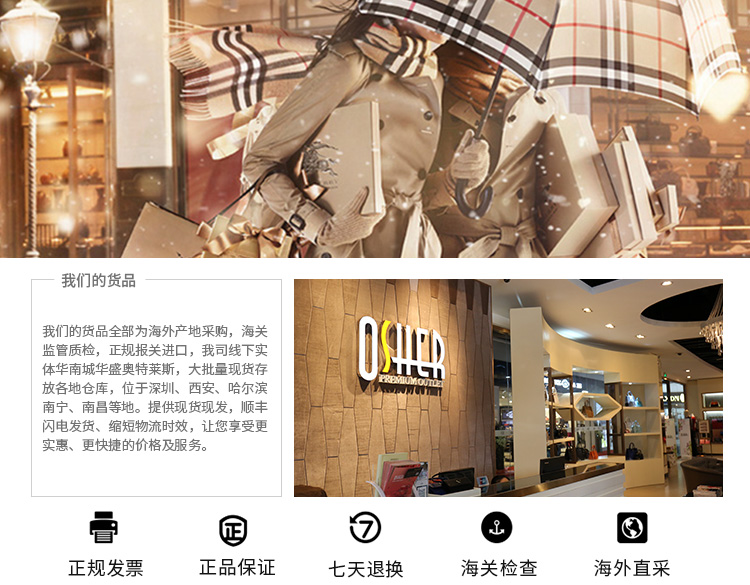 我们的货品
我们的货品全部为海外产地采购，海关
监管质检，正规报关进口，我司线下实
体华南城华盛奥特莱斯，大批量现货存
放各地仓库，位于深圳、西安、哈尔滨
南宁、南昌等地。提供现货现发，顺丰
闪电发货、缩短物流时效，让您享受更
实惠、更快捷的价格及服务。
OSHER
PREMIUM OUTLET
正规发票
正品保证
七天退换
海关检查
海外直采